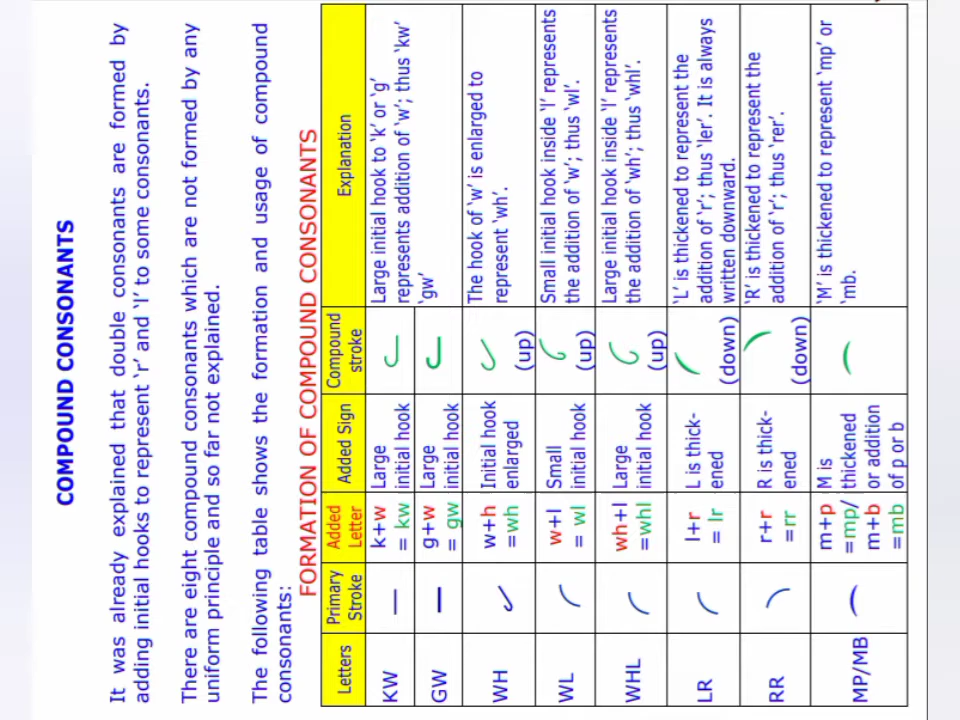 COMPOUND CONSONANTS
It was already explained that double consonants are formed by
adding initial hooks to represent ‘r’ and ‘l’ to some consonants.
There are eight compound consonants which are not formed by any
uniform principle and so far not explained.
The following table shows the formation and usage of compound
consonants:
FORMATION OF COMPOUND CONSONANTS
Letters Primary Stroke Added Letter Added Sign Compound stroke Explanation
KW k+w = kw Large initial hook Large initial hook to ‘k’ or ‘g’
represents addition of ‘w’; thus ‘kw’
‘gw’
GW g+w = gw Large initial hook
WH w+h =wh Initial hook enlarged (up) The hook of ‘w’ is enlarged to
represent ‘wh’.
WL w+l = wl Small initial hook (up) Small initial hook inside ‘l’ represents
the addition of ‘w’; thus ‘wl’.
WHL wh+l =whl Large initial hook (up) Large initial hook inside ‘l’ represents
the addition of ‘wh’; thus ‘whl’.
LR l+r = lr L is thick-ened (down) ‘L’ is thickened to represent the
addition of ‘r’; thus ‘ler’. It is always
written downward.
RR r+r =rr R is thick-ened (down) ‘R’ is thickened to represent the
addition of ‘r’; thus ‘rer’.
MP/MB m+p =mp/ m+b =mb M is thickened or addition of p or b ‘M’ is thickened to represent ‘mp’ or
‘mb.